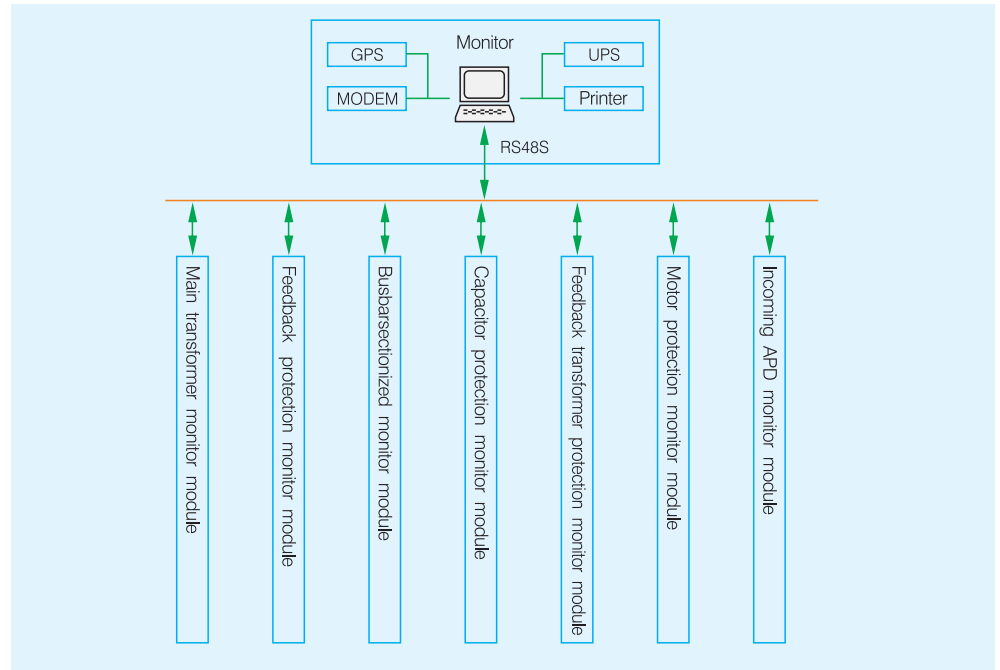 Monitor
GPS
UPS
MODEM
Printer
RS48S
Main transformer monitor module
Feedback protection monitor module
Busbarsectionized monitor module
Capacitor protection monitor module
Feedback transformer protection monitor module
Motor protection monitor module
Incoming APD monitor module